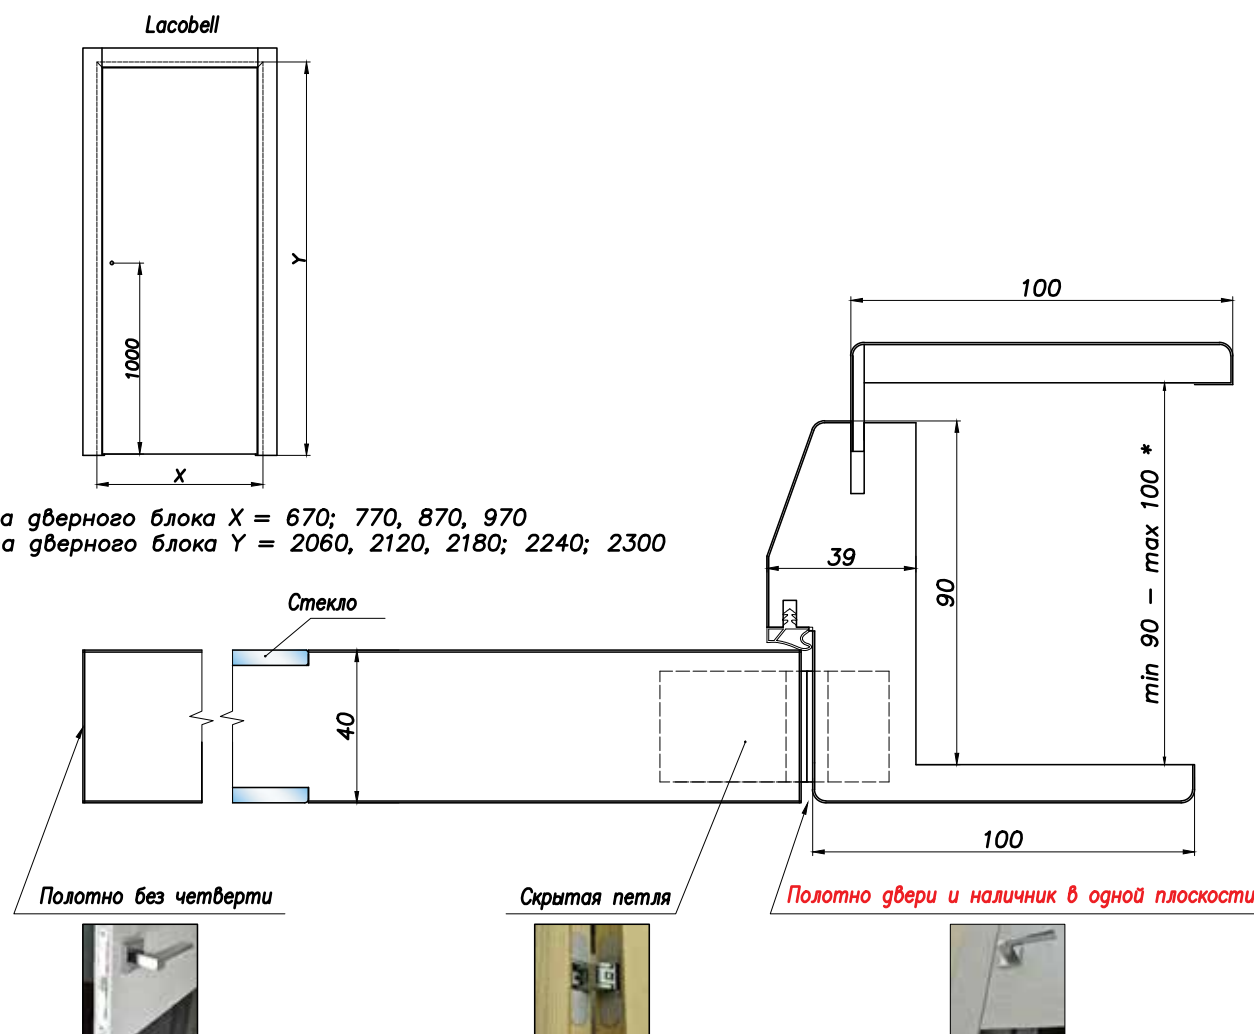 Lacobell
Y
1000
X
а дверного блока X = 670; 770, 870, 970
а дверного блока Y = 2060, 2120, 2180; 2240; 2300
100
39
90
min 90 – max 100 *
Стекло
40
100
Полотно без четверти
Скрытая петля
Полотно двери и наличник в одной плоскости